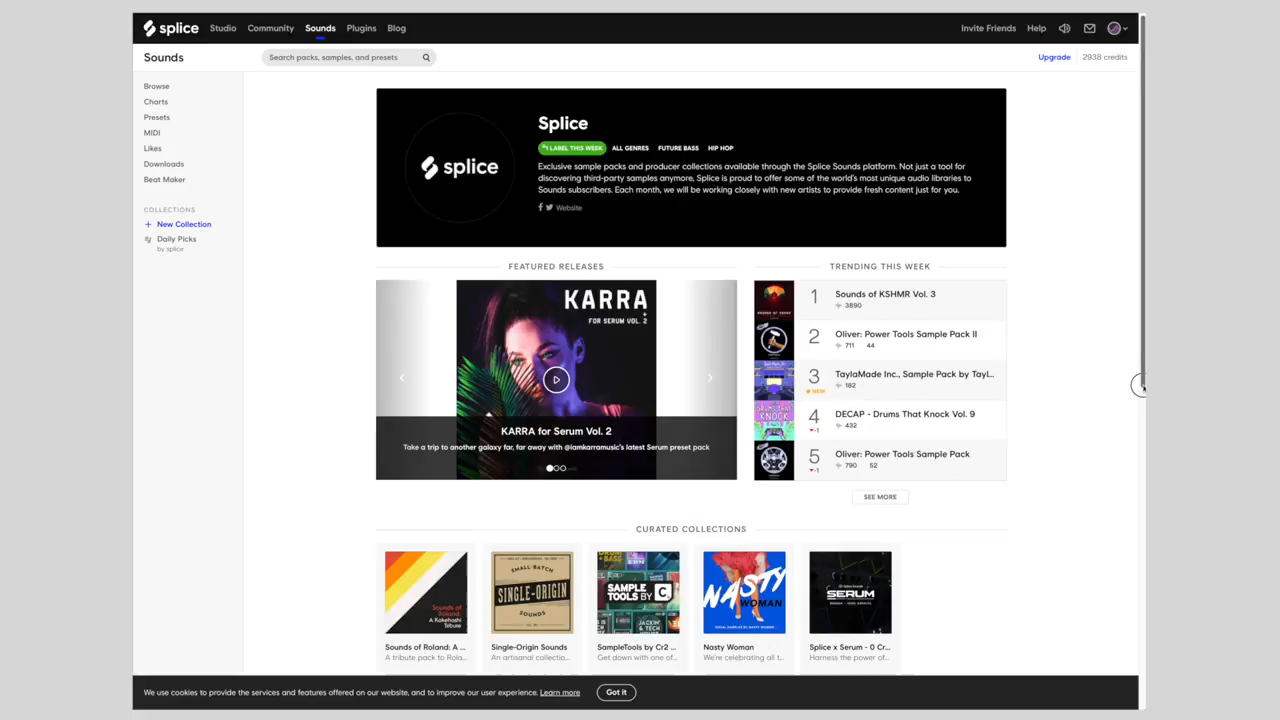 splice Studio Community Sounds Plugins Blog Invite Friends Help
Sounds Search packs, samples, and presets Upgrade 2938 credits
Browse
Charts
Presets
MIDI
Likes
Downloads
Beat Maker
COLLECTIONS
+ New Collection
Daily Picks
by splice
splice
Splice
#1 LABEL THIS WEEK ALL GENRES FUTURE BASS HIP HOP
Exclusive sample packs and producer collections available through the Splice Sounds platform. Not just a tool for
discovering third-party samples anymore, Splice is proud to offer some of the world's most unique audio libraries to
Sounds subscribers. Each month, we will be working closely with new artists to provide fresh content just for you.
Website
FEATURED RELEASES
KARRA
FOR SERUM VOL. 2
KARRA for Serum Vol. 2
Take a trip to another galaxy far, far away with @iamkarramusic's latest Serum preset pack
TRENDING THIS WEEK
1 Sounds of KSHMR Vol. 3
3890
2 Oliver: Power Tools Sample Pack II
711 44
3 TaylaMade Inc., Sample Pack by Tayl...
NEW 182
4 DECAP - Drums That Knock Vol. 9
-1 432
5 Oliver: Power Tools Sample Pack
-1 790 52
SEE MORE
CURATED COLLECTIONS
Sounds of
Roland:
A Kakehashi
Tribute
Sounds of Roland: A ...
A tribute pack to Rola...
SMALL-BATCH
SINGLE-ORIGIN
SOUNDS
Single-Origin Sounds
An artisanal collectio...
SAMPLE
TOOLS BY C
SampleTools by Cr2 ...
Get down with one of...
NASTY
WOMAN
Nasty Woman
We're celebrating all t...
SERUM
Splice x Serum - 0 Cr...
Harness the power of...
We use cookies to provide the services and features offered on our website, and to improve our user experience. Learn more Got it